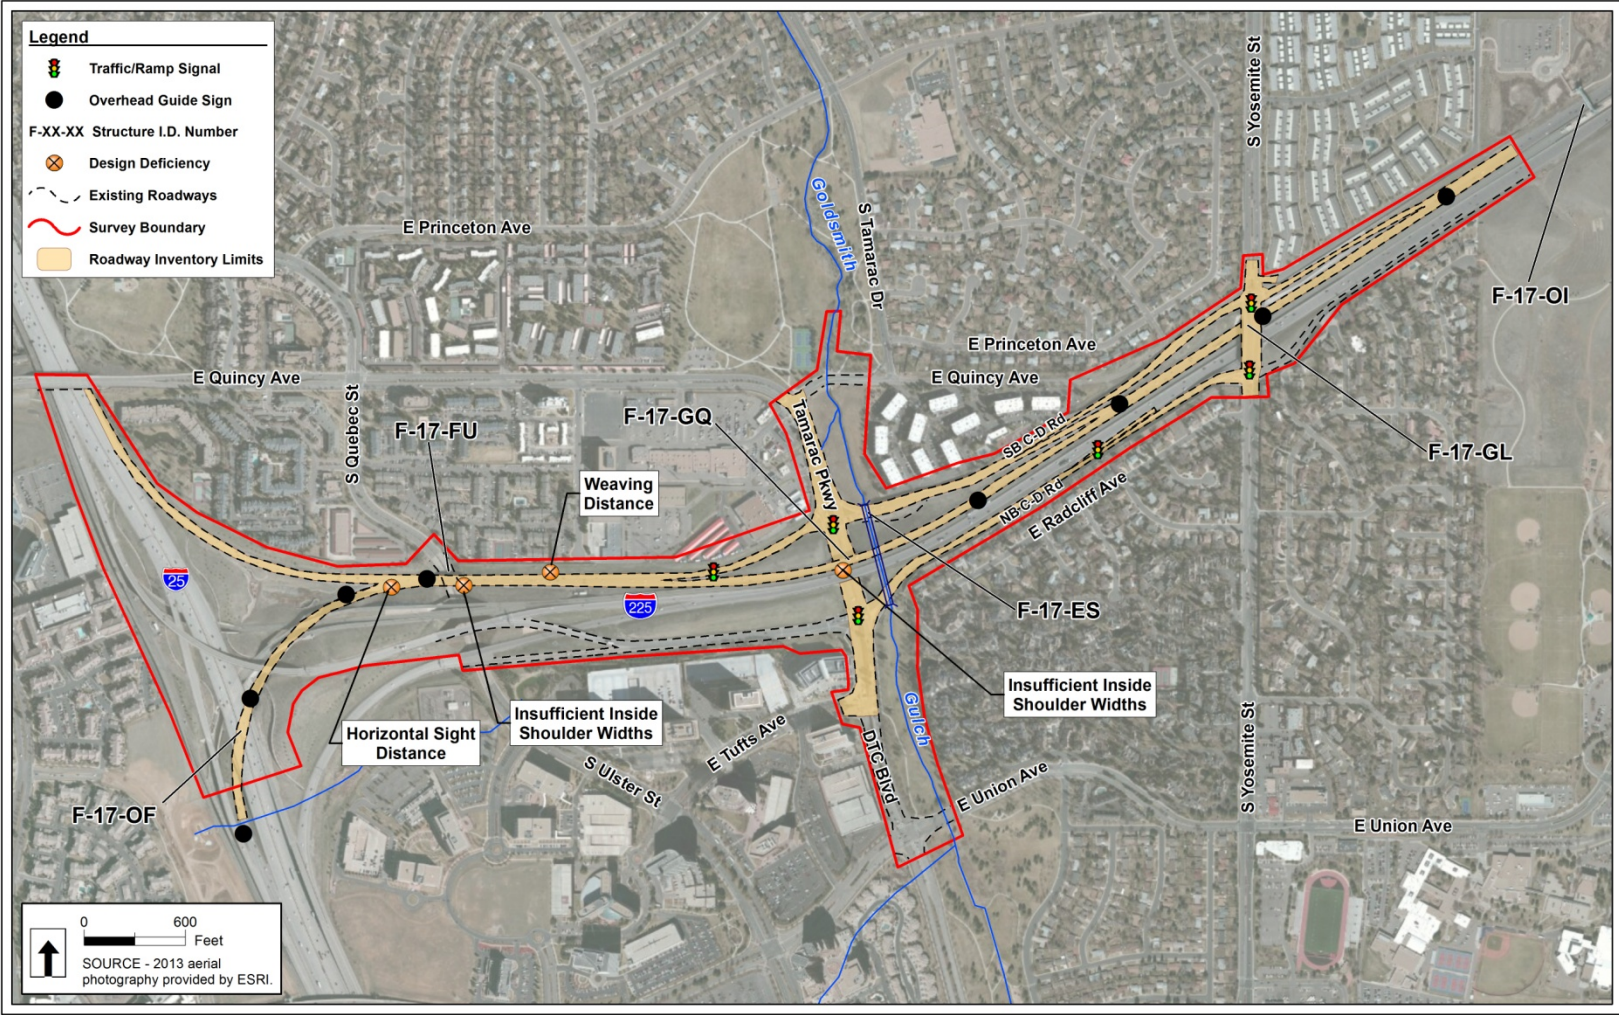 Legend
Traffic/Ramp Signal
Overhead Guide Sign
F-XX-XX Structure I.D. Number
Design Deficiency
Existing Roadways
Survey Boundary
Roadway Inventory Limits
S Yosemite St
E Princeton Ave
Goldsmith
S Tamarac Dr
F-17-OI
E Princeton Ave
E Quincy Ave
E Quincy Ave
S Quebec St
F-17-FU
F-17-GQ
Tamarac Pkwy
SB C-D Rd
F-17-GL
Weaving
Distance
NB C-D Rd
E Radcliff Ave
25
225
F-17-ES
Insufficient Inside
Shoulder Widths
Insufficient Inside
Shoulder Widths
Horizontal Sight
Distance
Gulch
E Tufts Ave
S Ulster St
DTC Blvd
S Yosemite St
E Union Ave
E Union Ave
F-17-OF
0 600
Feet
SOURCE - 2013 aerial
photography provided by ESRI.